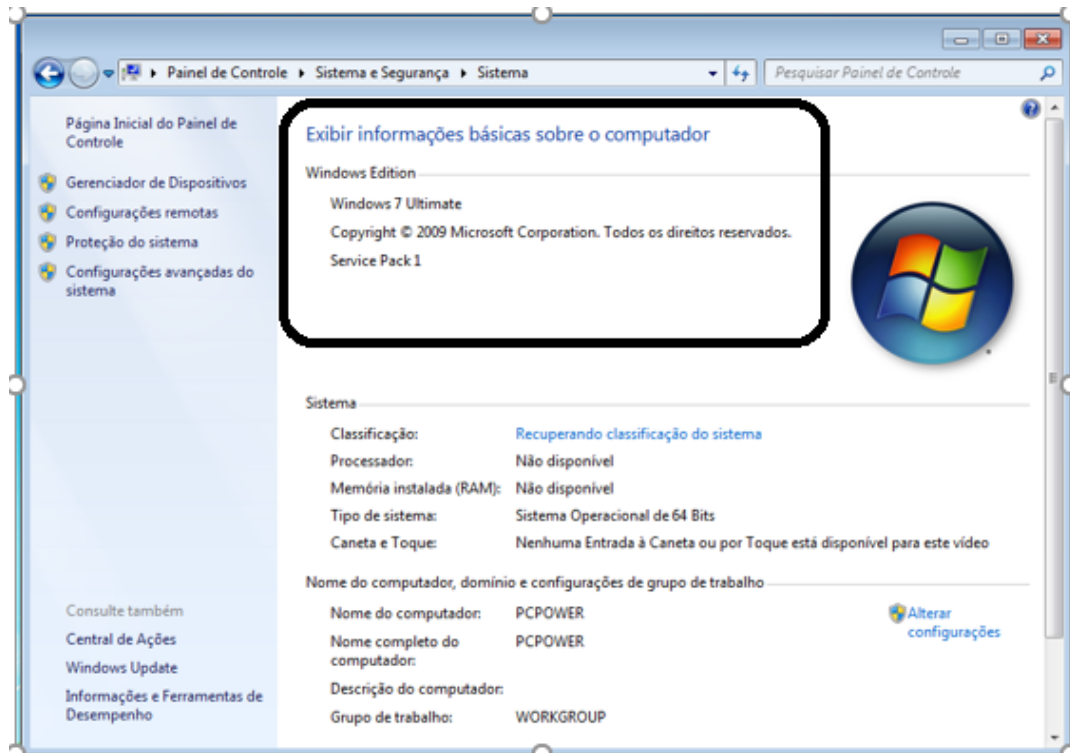 Painel de Controle ▸ Sistema e Segurança ▸ Sistema
Pesquisar Painel de Controle
Página Inicial do Painel de
Controle
Gerenciador de Dispositivos
Configurações remotas
Proteção do sistema
Configurações avançadas do
sistema
Consulte também
Central de Ações
Windows Update
Informações e Ferramentas de
Desempenho
Exibir informações básicas sobre o computador
Windows Edition
Windows 7 Ultimate
Copyright © 2009 Microsoft Corporation. Todos os direitos reservados.
Service Pack 1
Sistema
Classificação: Recuperando classificação do sistema
Processador: Não disponível
Memória instalada (RAM): Não disponível
Tipo de sistema: Sistema Operacional de 64 Bits
Caneta e Toque: Nenhuma Entrada à Caneta ou por Toque está disponível para este vídeo
Nome do computador, domínio e configurações de grupo de trabalho
Nome do computador: PCPOWER
Nome completo do
computador: PCPOWER
Descrição do computador:
Grupo de trabalho: WORKGROUP
Alterar
configurações